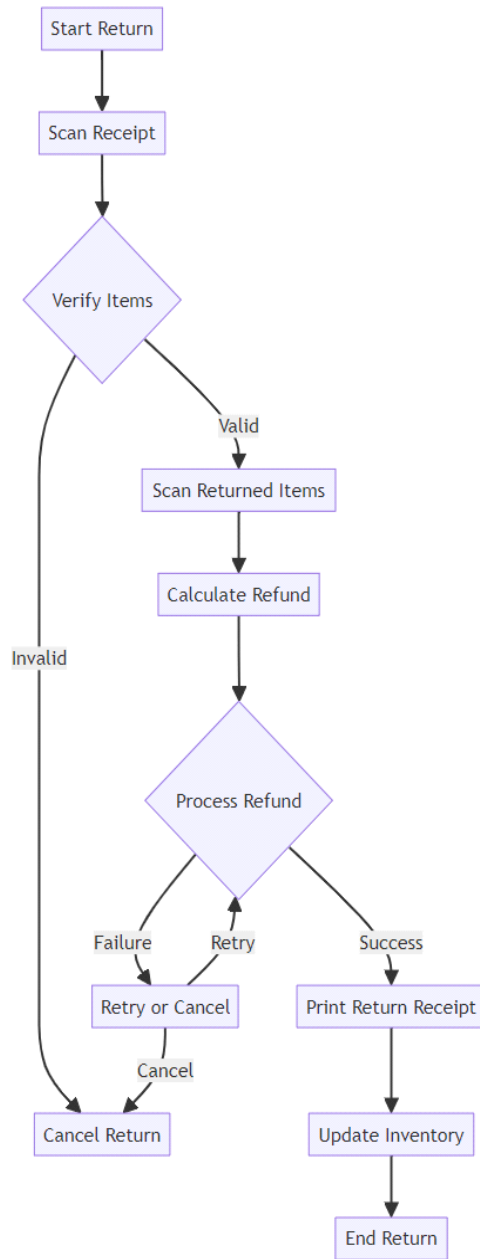 Start Return
Scan Receipt
Verify Items
Valid
Scan Returned Items
Calculate Refund
Invalid
Process Refund
Failure
Retry
Success
Retry or Cancel
Print Return Receipt
Cancel
Cancel Return
Update Inventory
End Return